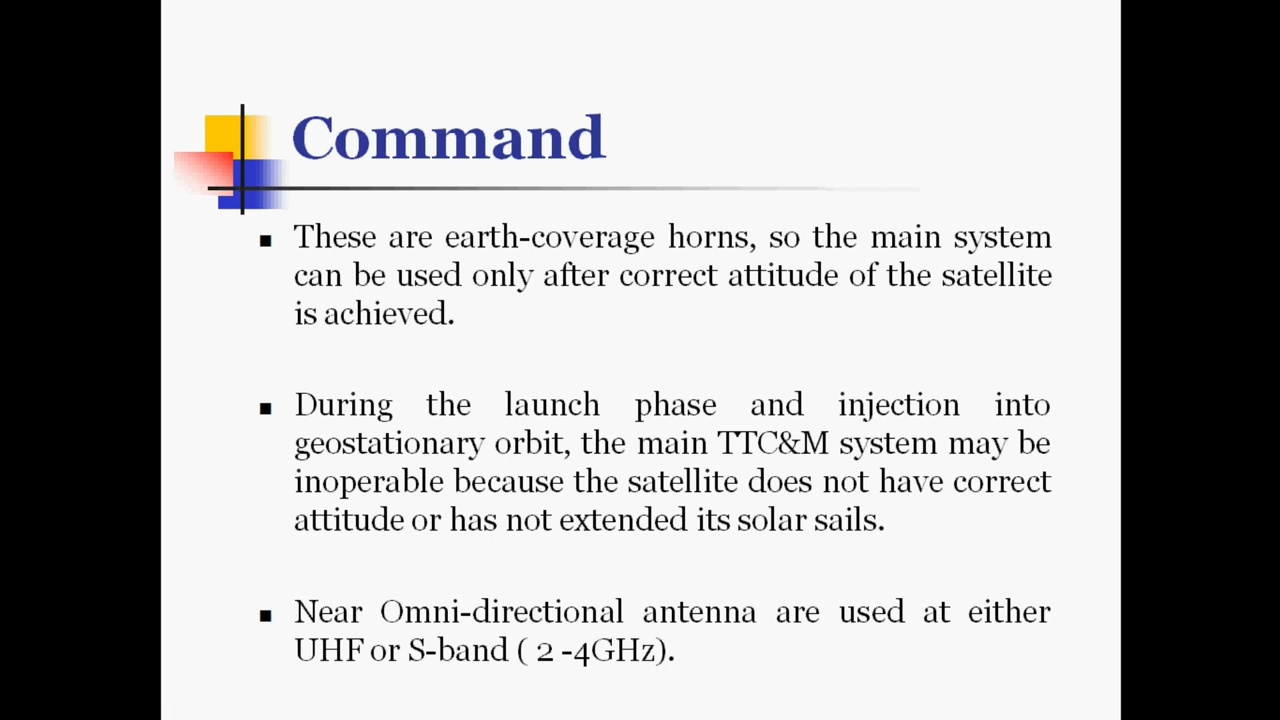 Command
▪ These are earth-coverage horns, so the main system
can be used only after correct attitude of the satellite
is achieved.
▪ During the launch phase and injection into
geostationary orbit, the main TTC&M system may be
inoperable because the satellite does not have correct
attitude or has not extended its solar sails.
▪ Near Omni-directional antenna are used at either
UHF or S-band ( 2 -4GHz).